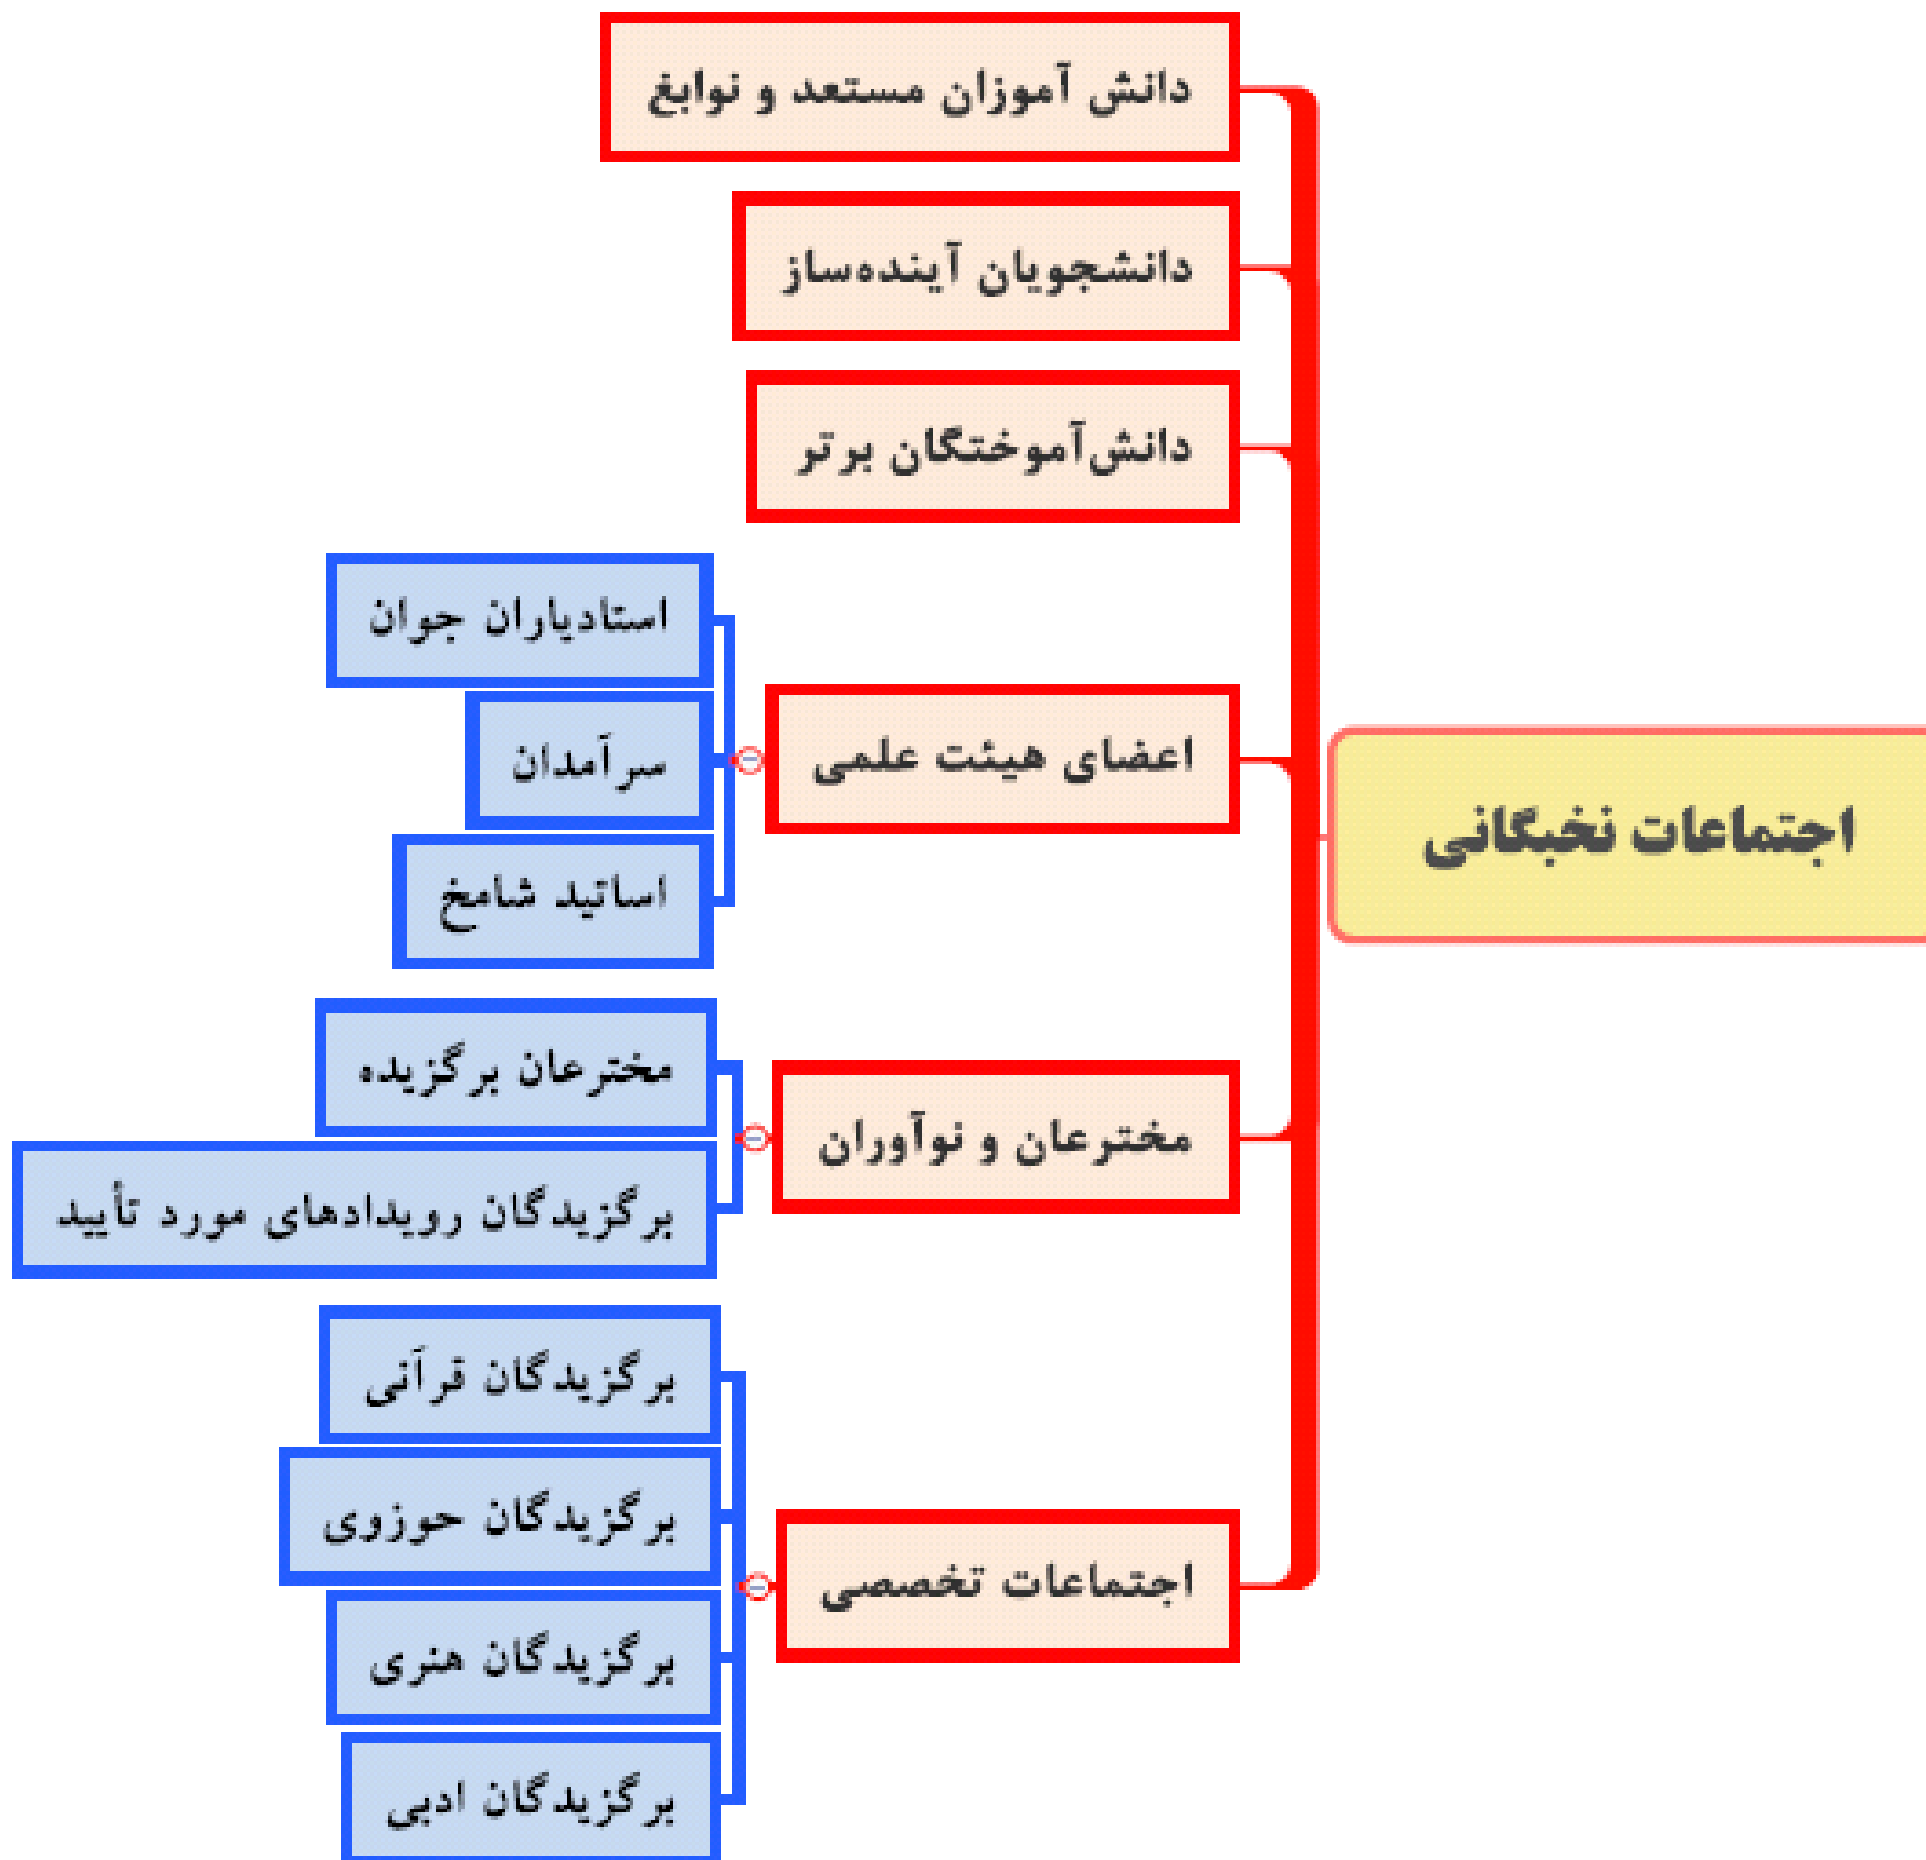 اجتماعات نخبگانی
دانش آموزان مستعد و نوابغ
دانشجویان آینده‌ساز
دانش‌آموختگان برتر
اعضای هیئت علمی
استادیاران جوان
سرآمدان
اساتید شامخ
مخترعان و نوآوران
مخترعان برگزیده
برگزیدگان رویدادهای مورد تأیید
اجتماعات تخصصی
برگزیدگان قرآنی
برگزیدگان حوزوی
برگزیدگان هنری
برگزیدگان ادبی